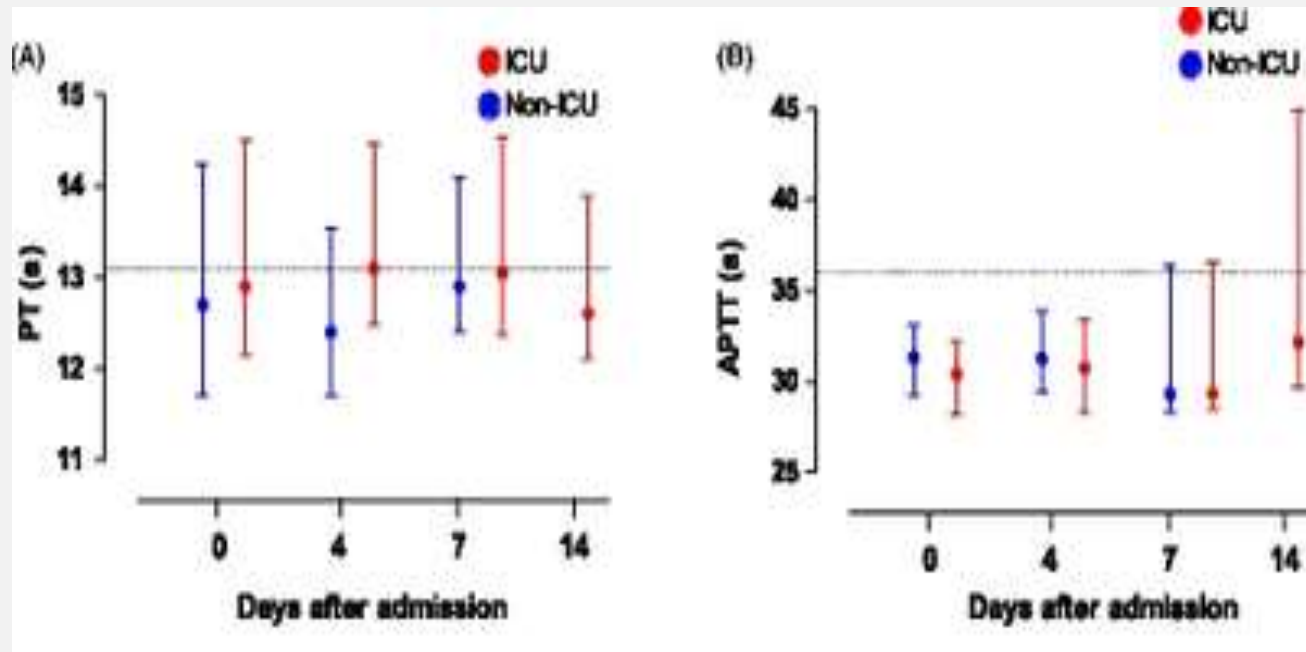 (A)
ICU
Non-ICU
15
14
13
12
11
PT (s)
0 4 7 14
Days after admission
(B)
ICU
Non-ICU
45
40
35
30
25
APTT (s)
0 4 7 14
Days after admission